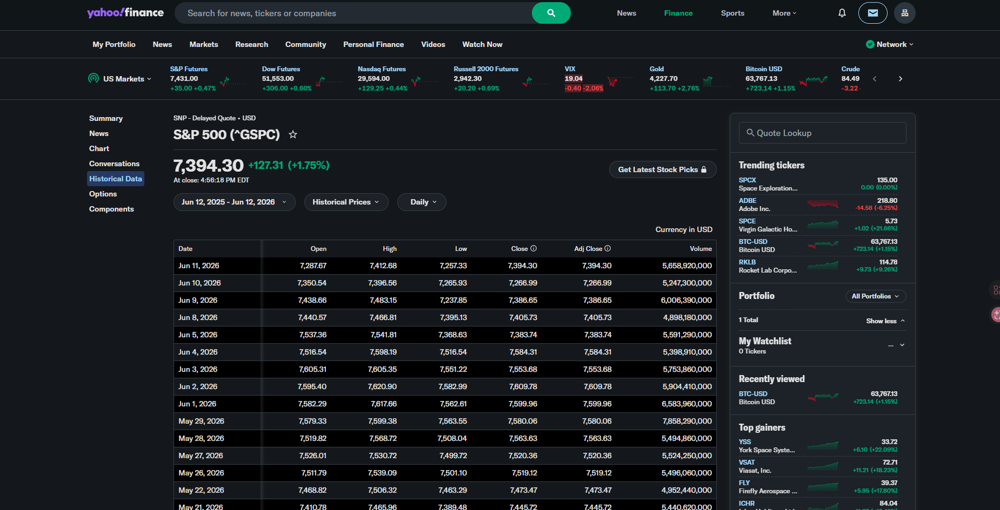 yahoo!finance
Search for news, tickers or companies
News Finance Sports More
My Portfolio News Markets Research Community Personal Finance Videos Watch Now
Network
US Markets
S&P Futures
7,431.00
+35.00 +0.47%
Dow Futures
51,553.00
+306.00 +0.60%
Nasdaq Futures
29,594.00
+129.25 +0.44%
Russell 2000 Futures
2,942.30
+20.20 +0.69%
VIX
19.04
-0.40 -2.06%
Gold
4,227.70
+113.70 +2.76%
Bitcoin USD
63,767.13
+723.14 +1.15%
Crude
84.49
-3.22
Summary
News
Chart
Conversations
Historical Data
Options
Components
SNP - Delayed Quote • USD
S&P 500 (^GSPC)
7,394.30 +127.31 (+1.75%)
At close: 4:56:18 PM EDT
Get Latest Stock Picks
Jun 12, 2025 - Jun 12, 2026 Historical Prices Daily
Currency in USD
Date Open High Low Close Adj Close Volume
Jun 11, 2026 7,287.67 7,412.68 7,257.33 7,394.30 7,394.30 5,658,920,000
Jun 10, 2026 7,350.54 7,396.56 7,265.93 7,266.99 7,266.99 5,247,300,000
Jun 9, 2026 7,438.66 7,483.15 7,237.85 7,386.65 7,386.65 6,006,390,000
Jun 8, 2026 7,440.57 7,466.81 7,395.13 7,405.73 7,405.73 4,898,180,000
Jun 5, 2026 7,537.36 7,541.81 7,368.63 7,383.74 7,383.74 5,591,290,000
Jun 4, 2026 7,516.54 7,598.19 7,516.54 7,584.31 7,584.31 5,398,910,000
Jun 3, 2026 7,605.31 7,605.35 7,551.22 7,553.68 7,553.68 5,753,860,000
Jun 2, 2026 7,595.40 7,620.90 7,582.99 7,609.78 7,609.78 5,904,410,000
Jun 1, 2026 7,582.29 7,617.66 7,562.61 7,599.96 7,599.96 6,583,960,000
May 29, 2026 7,579.33 7,599.38 7,563.55 7,580.06 7,580.06 7,858,290,000
May 28, 2026 7,519.82 7,568.72 7,508.04 7,563.63 7,563.63 5,494,860,000
May 27, 2026 7,526.01 7,530.72 7,499.72 7,520.36 7,520.36 5,524,250,000
May 26, 2026 7,511.79 7,539.09 7,501.10 7,519.12 7,519.12 5,496,060,000
May 22, 2026 7,468.82 7,506.32 7,463.29 7,473.47 7,473.47 4,952,440,000
May 21, 2026 7,410.78 7,465.96 7,389.48 7,445.72 7,445.72 5,440,620,000
Quote Lookup
Trending tickers
SPCX 135.00
Space Exploration... 0.00 (0.00%)
ADBE 218.80
Adobe Inc. -14.58 (-6.25%)
SPCE 5.73
Virgin Galactic Ho... +1.02 (+21.66%)
BTC-USD 63,767.13
Bitcoin USD +723.14 (+1.15%)
RKLB 114.78
Rocket Lab Corpo... +9.73 (+9.26%)
Portfolio All Portfolios
1 Total Show less
My Watchlist --
0 Tickers
Recently viewed
BTC-USD 63,767.13
Bitcoin USD +723.14 (+1.15%)
Top gainers
YSS 33.72
York Space Syste... +6.10 (+22.09%)
VSAT 72.71
Viasat, Inc. +11.21 (+18.23%)
FLY 39.37
Firefly Aerospace ... +5.95 (+17.80%)
ICHR 84.04